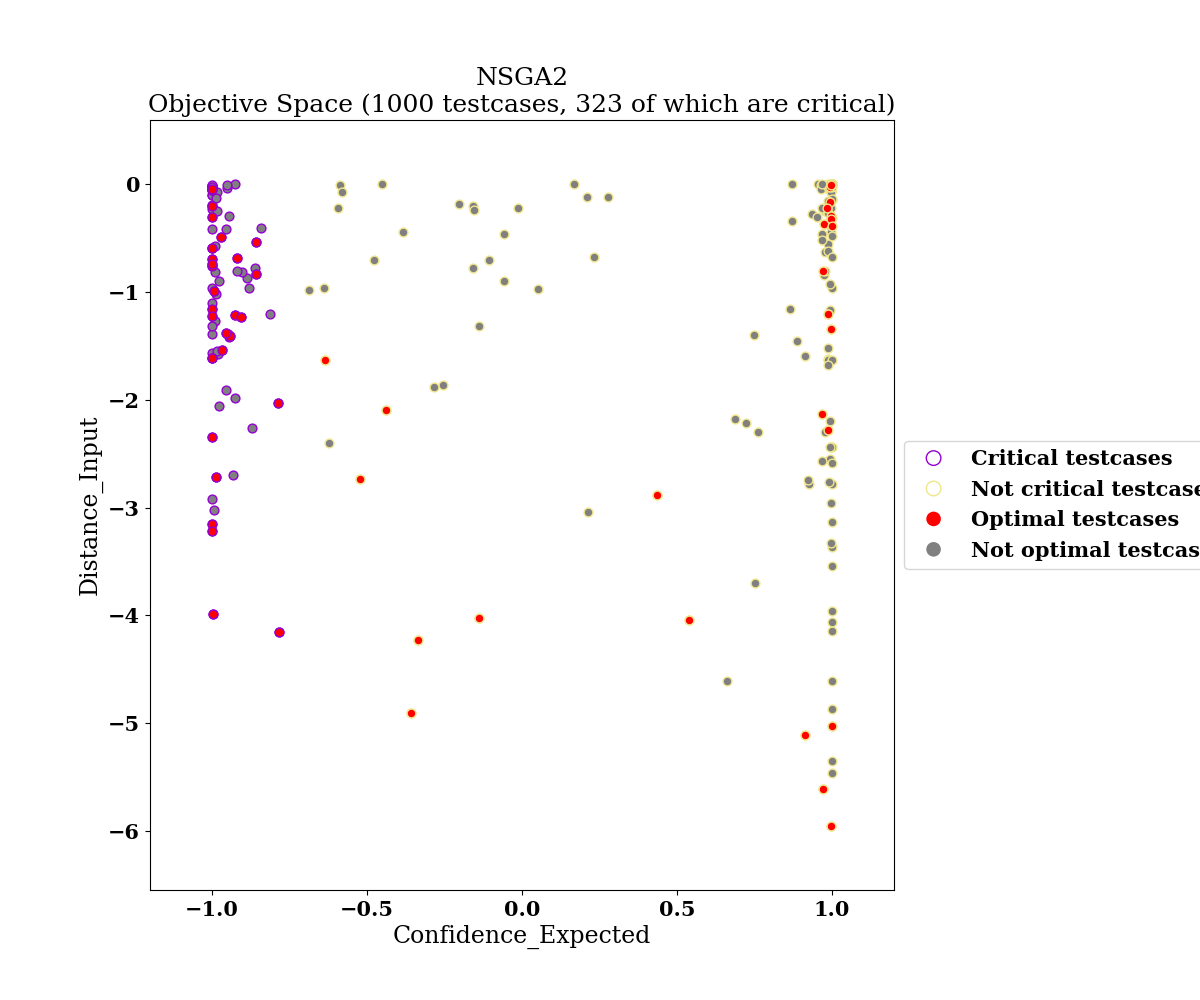 NSGA2
Objective Space (1000 testcases, 323 of which are critical)
0
−1
−2
−3
−4
−5
−6
Distance_Input
−1.0 −0.5 0.0 0.5 1.0
Confidence_Expected
Critical testcases
Not critical testcase
Optimal testcases
Not optimal testcas